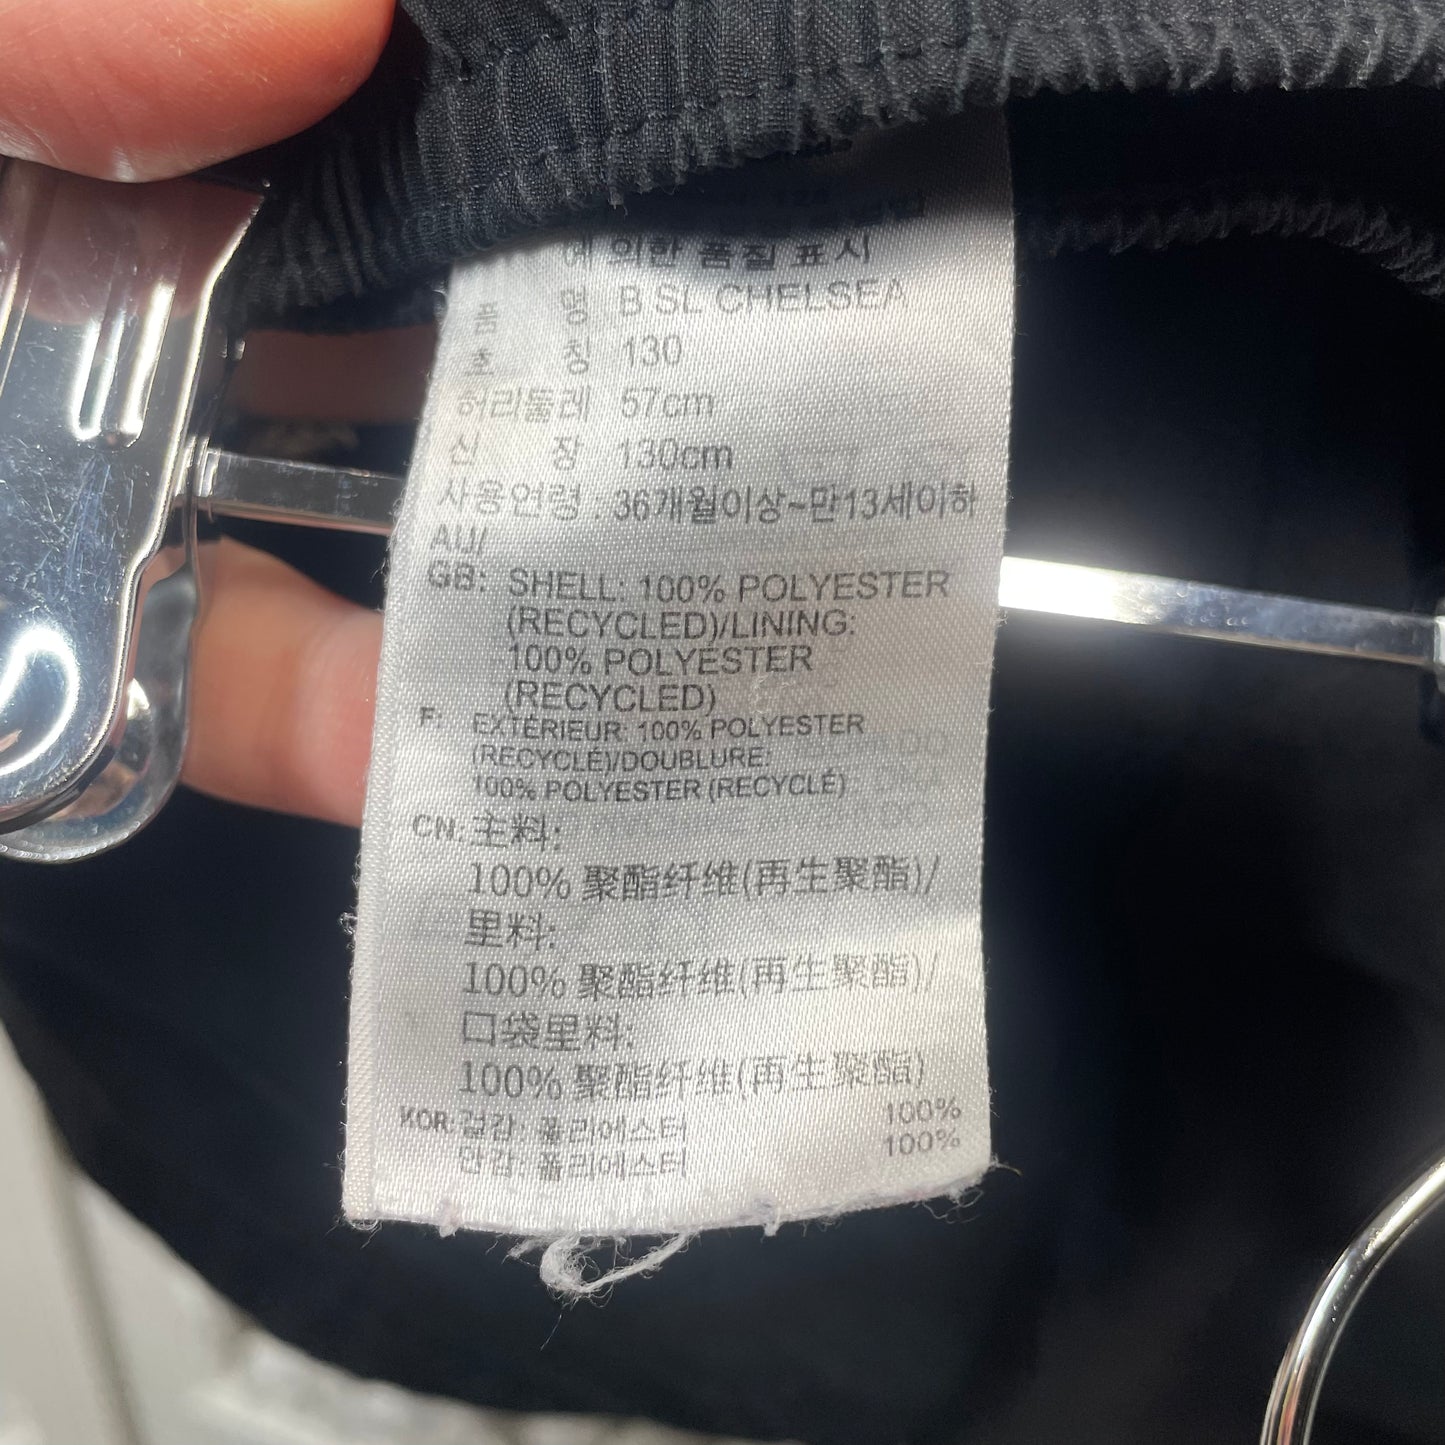 에 의한 품질 표시
품 명 B SL CHELSEA
호 칭 130
허리둘레 57cm
신 장 130cm
사용연령 : 36개월이상~만13세이하
AU/
GB: SHELL: 100% POLYESTER
(RECYCLED)/LINING:
100% POLYESTER
(RECYCLED)
F: EXTÉRIEUR: 100% POLYESTER
(RECYCLÉ)/DOUBLURE:
100% POLYESTER (RECYCLÉ)
CN: 主料:
100% 聚酯纤维(再生聚酯)/
里料:
100% 聚酯纤维(再生聚酯)/
口袋里料:
100% 聚酯纤维(再生聚酯)
KOR: 겉감: 폴리에스터 100%
안감: 폴리에스터 100%